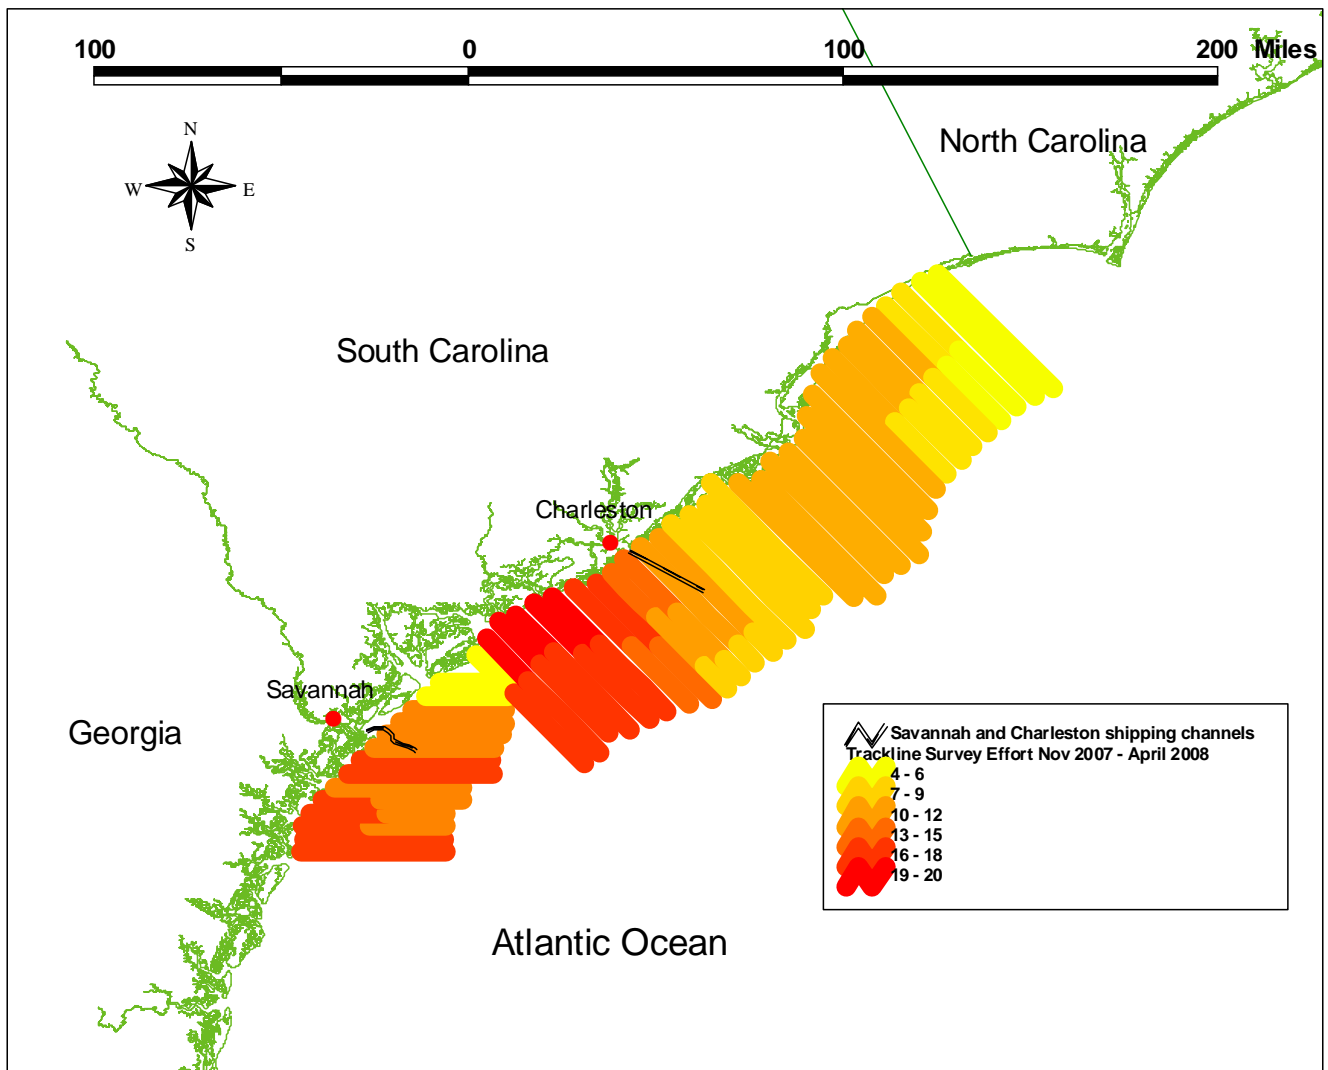 100 0 100 200 Miles
North Carolina
N
W E
S
South Carolina
Charleston
Savannah
Georgia
Savannah and Charleston shipping channels
Trackline Survey Effort Nov 2007 - April 2008
4 - 6
7 - 9
10 - 12
13 - 15
16 - 18
19 - 20
Atlantic Ocean